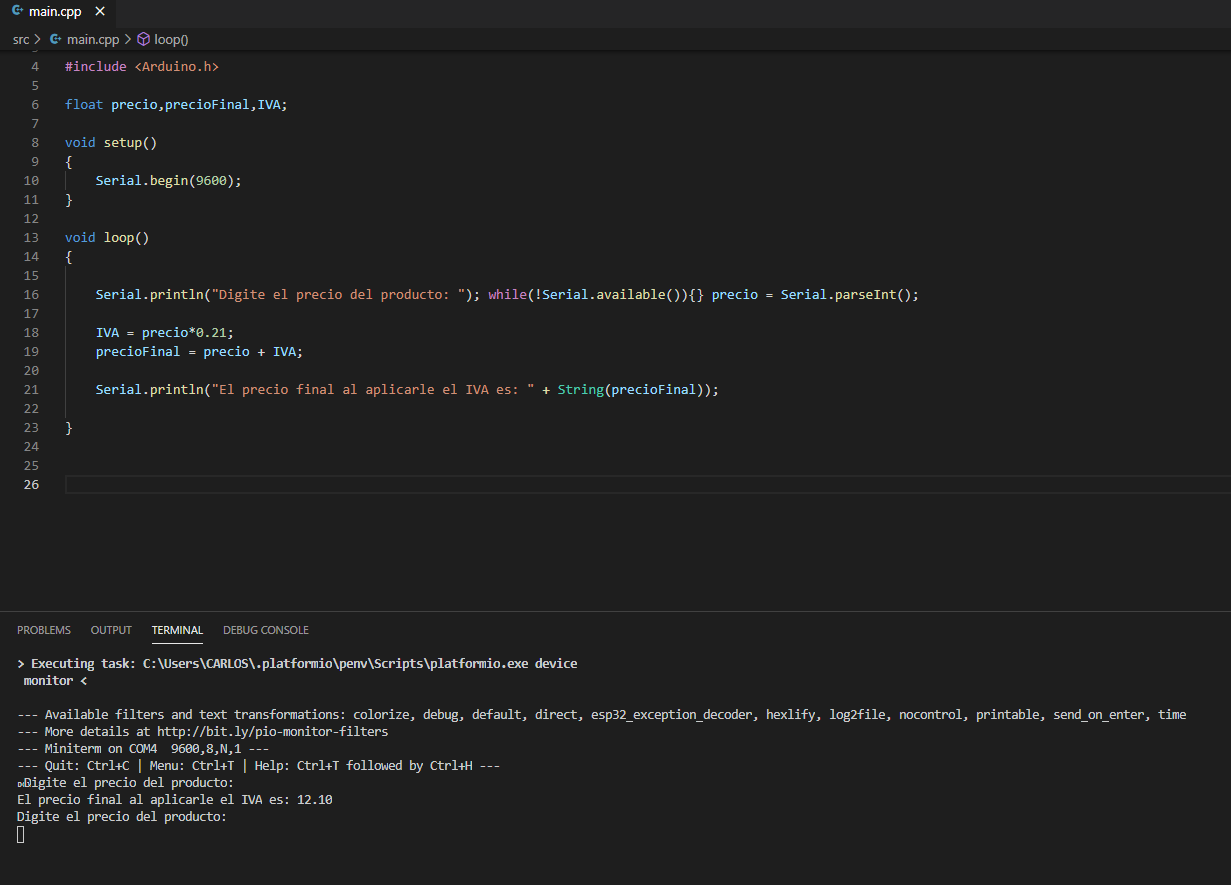 main.cpp ×
src > main.cpp > loop()
4 #include <Arduino.h>
5
6 float precio,precioFinal,IVA;
7
8 void setup()
9 {
10 Serial.begin(9600);
11 }
12
13 void loop()
14 {
15
16 Serial.println("Digite el precio del producto: "); while(!Serial.available()){} precio = Serial.parseInt();
17
18 IVA = precio*0.21;
19 precioFinal = precio + IVA;
20
21 Serial.println("El precio final al aplicarle el IVA es: " + String(precioFinal));
22
23 }
24
25
26
PROBLEMS OUTPUT TERMINAL DEBUG CONSOLE
> Executing task: C:\Users\CARLOS\.platformio\penv\Scripts\platformio.exe device
monitor <
--- Available filters and text transformations: colorize, debug, default, direct, esp32_exception_decoder, hexlify, log2file, nocontrol, printable, send_on_enter, time
--- More details at http://bit.ly/pio-monitor-filters
--- Miniterm on COM4  9600,8,N,1 ---
--- Quit: Ctrl+C | Menu: Ctrl+T | Help: Ctrl+T followed by Ctrl+H ---
Digite el precio del producto:
El precio final al aplicarle el IVA es: 12.10
Digite el precio del producto: